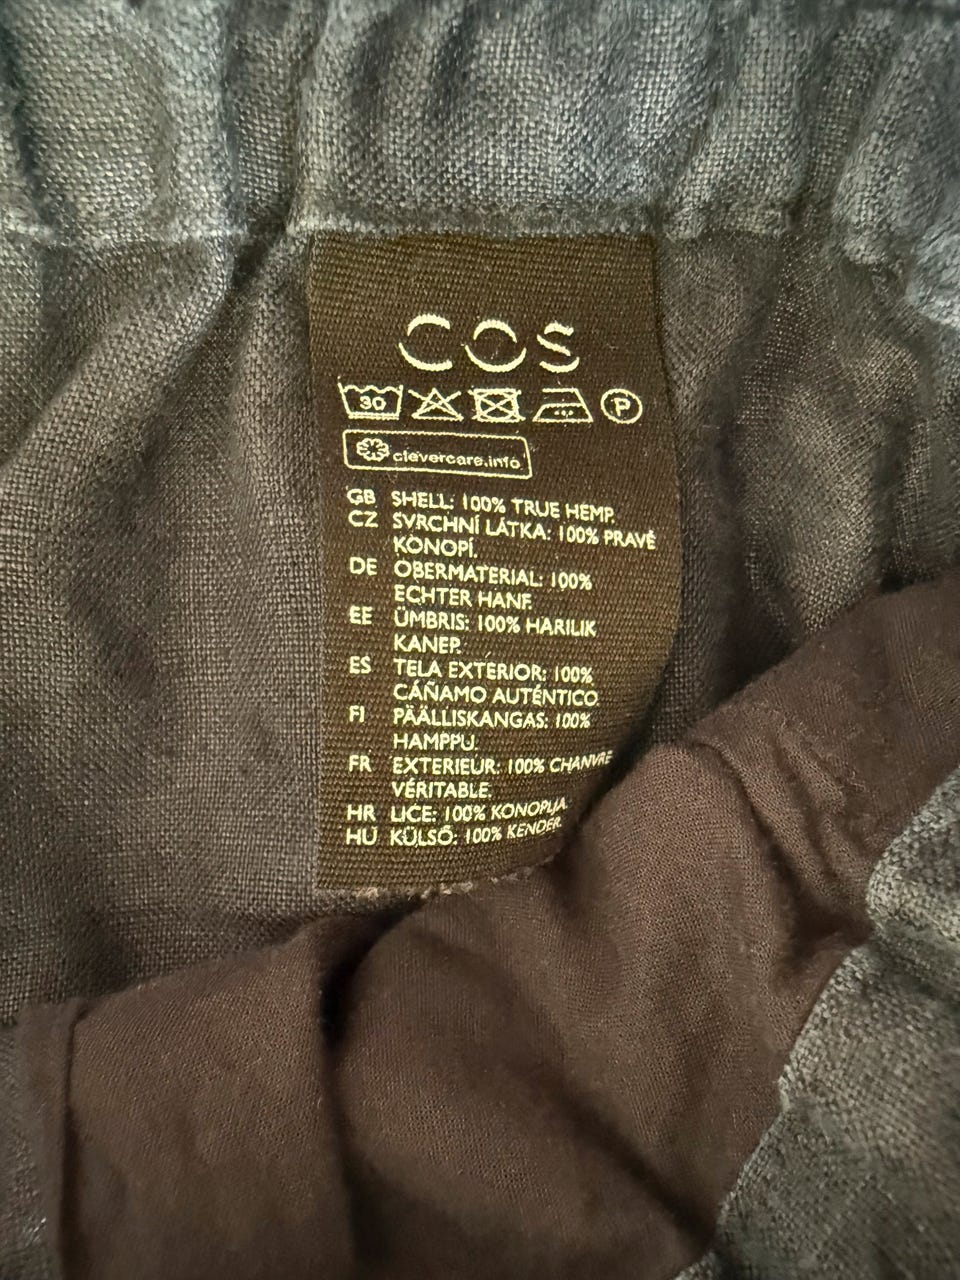 COS
30
P
clevercare.info
GB SHELL: 100% TRUE HEMP.
CZ SVRCHNÍ LÁTKA: 100% PRAVÉ
KONOPÍ.
DE OBERMATERIAL: 100%
ECHTER HANF.
EE ÜMBRIS: 100% HARILIK
KANEP.
ES TELA EXTERIOR: 100%
CÁÑAMO AUTÉNTICO.
FI PÄÄLLISKANGAS: 100%
HAMPPU.
FR EXTERIEUR: 100% CHANVRE
VÉRITABLE.
HR LICE: 100% KONOPLJA.
HU KÜLSŐ: 100% KENDER.